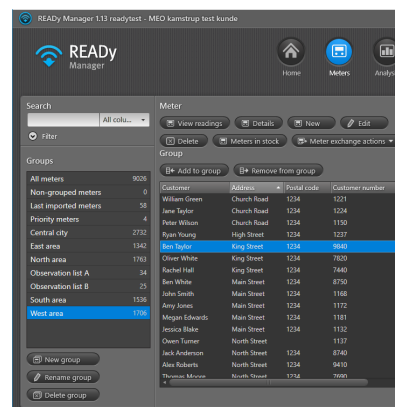 READy Manager 1.13 readytest - MEO kamstrup test kunde
READy
Manager
Home
Meters
Analys
Search
All colu...
Filter
Groups
All meters 9026
Non-grouped meters 0
Last imported meters 58
Priority meters 4
Central city 2732
East area 1342
North area 1763
Observation list A 34
Observation list B 25
South area 1536
West area 1706
New group
Rename group
Delete group
Meter
View readings Details New Edit
Delete Meters in stock Meter exchange actions
Group
Add to group Remove from group
Customer Address Postal code Customer number
William Green Church Road 1234 1221
Jane Taylor Church Road 1234 1224
Peter Wilson Church Road 1234 1150
Ryan Young High Street 1234 1237
Ben Taylor King Street 1234 9840
Oliver White King Street 1234 7820
Rachel Hall King Street 1234 7440
Ben White Main Street 1234 8750
John Smith Main Street 1234 1168
Amy Jones Main Street 1234 1172
Megan Edwards Main Street 1234 1181
Jessica Blake Main Street 1234 1132
Owen Turner North Street 1137
Jack Anderson North Street 1234 8740
Alex Roberts North Street 1234 9410
Thomas Moore North Street 1234 7690